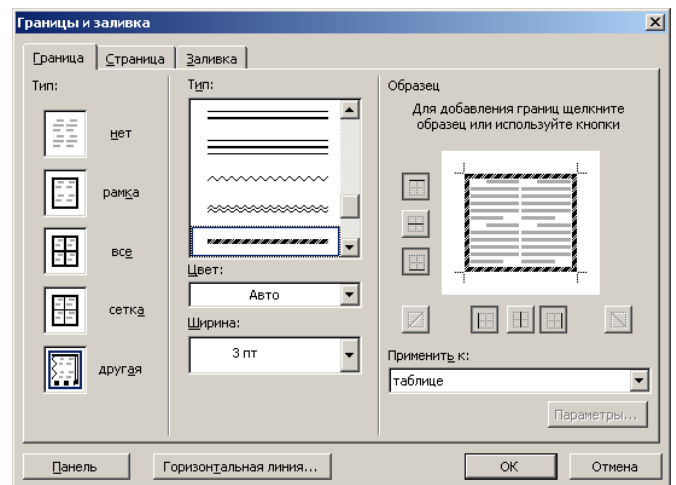 Границы и заливка
Граница
Страница
Заливка
Тип:
нет
рамка
все
сетка
другая
Тип:
Цвет:
Авто
Ширина:
3 пт
Образец
Для добавления границ щелкните
образец или используйте кнопки
Применить к:
таблице
Параметры...
Панель
Горизонтальная линия...
ОК
Отмена